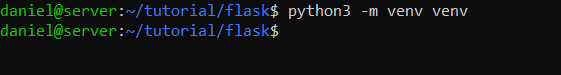 daniel@server:~/tutorial/flask$ python3 -m venv venv
daniel@server:~/tutorial/flask$